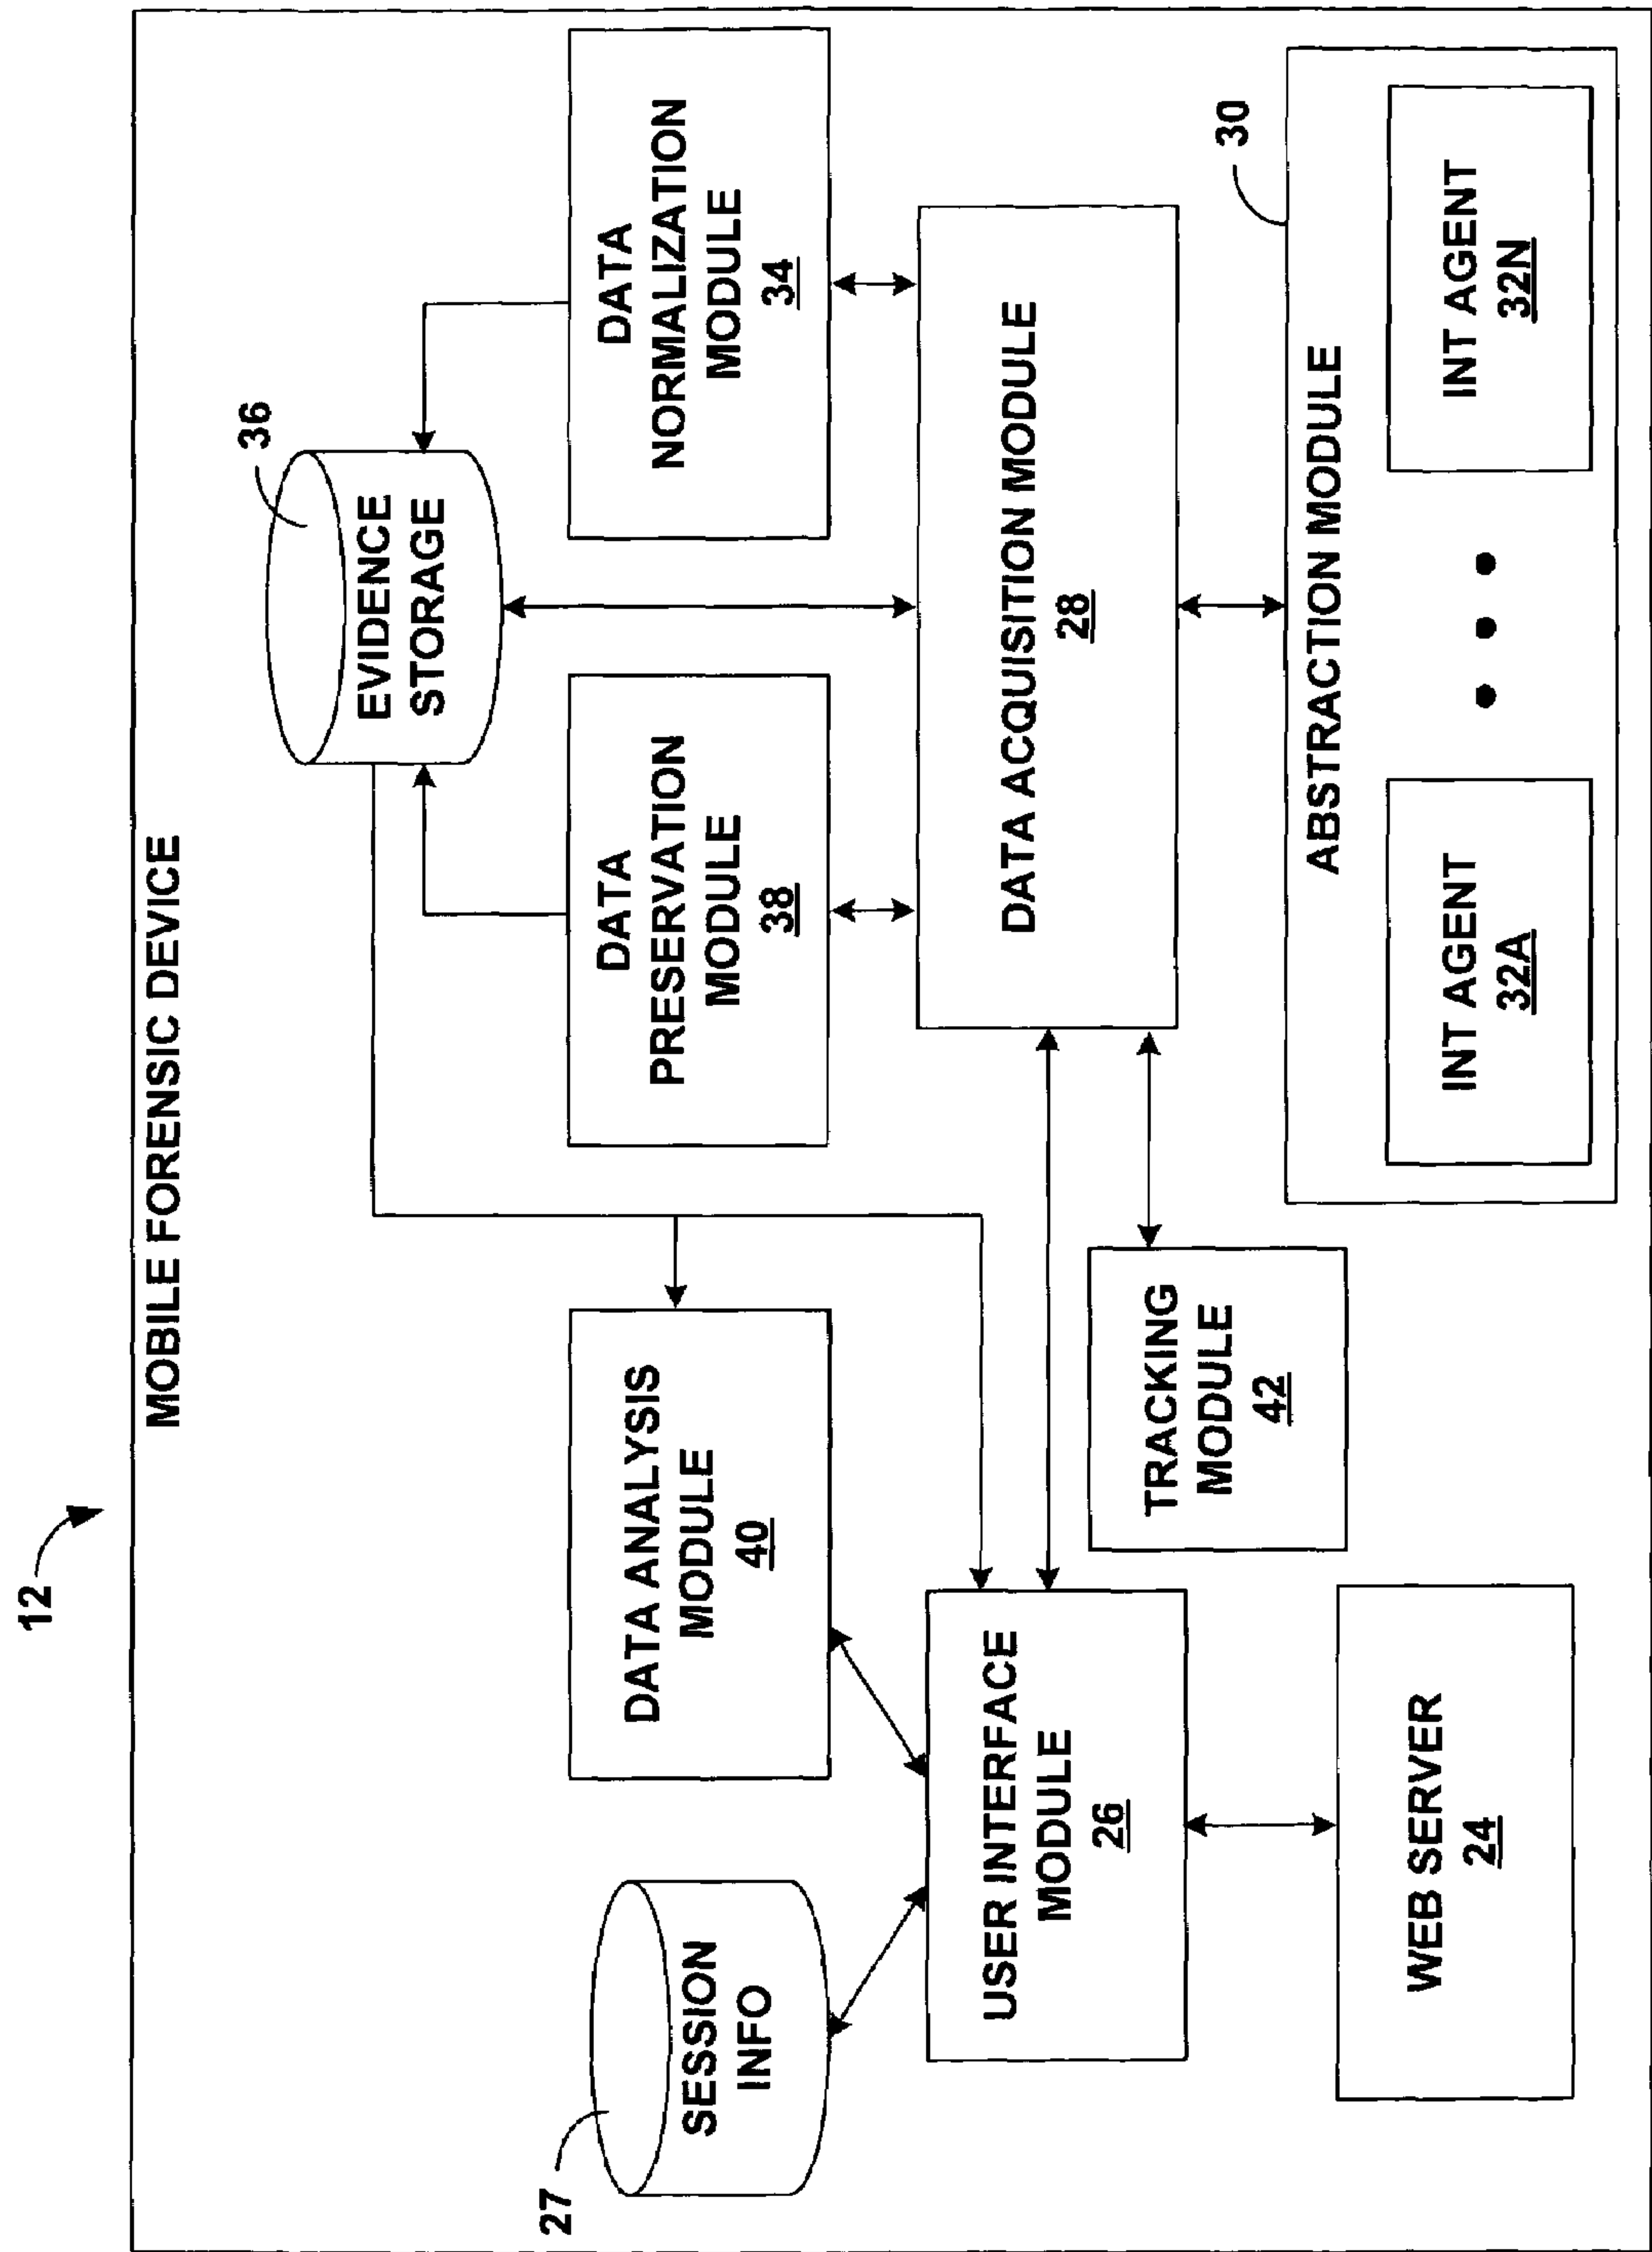 12
MOBILE FORENSIC DEVICE
36
EVIDENCE
STORAGE
27
SESSION
INFO
DATA ANALYSIS
MODULE
40
DATA
PRESERVATION
MODULE
38
DATA
NORMALIZATION
MODULE
34
USER INTERFACE
MODULE
26
DATA ACQUISITION MODULE
28
TRACKING
MODULE
42
30
WEB SERVER
24
ABSTRACTION MODULE
INT AGENT
32A
INT AGENT
32N